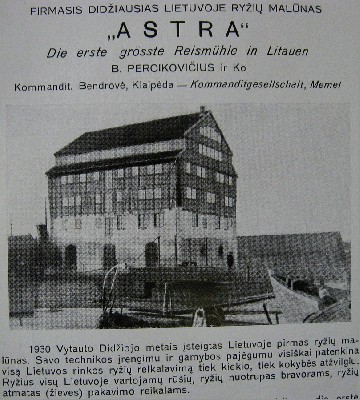 FIRMASIS DIDŽIAUSIAS LIETUVOJE RYŽIŲ MALŪNAS
„ASTRA“
Die erste grosste Reismühle in Litauen
B. PERCIKOVIČIUS ir Ko
Kommandit. Bendrovė, Klaipėda — Kommanditgesellscheft, Memel
1930 Vytauto Didžiojo metais įsteigtas Lietuvoje pirmas ryžių ma-
lūnas. Savo technikos įrengimu ir gamybos pajėgumu visiškai patenkina
visą Lietuvos rinkos ryžių reikalavimą tiek kiekio, tiek kokybės atžvilgiu.
Ryžius visų Lietuvoje vartojamų rūšių, ryžių nuotrupas bravorams, ryžių
atmatas (žieves) pakavimo reikalams.
die erste